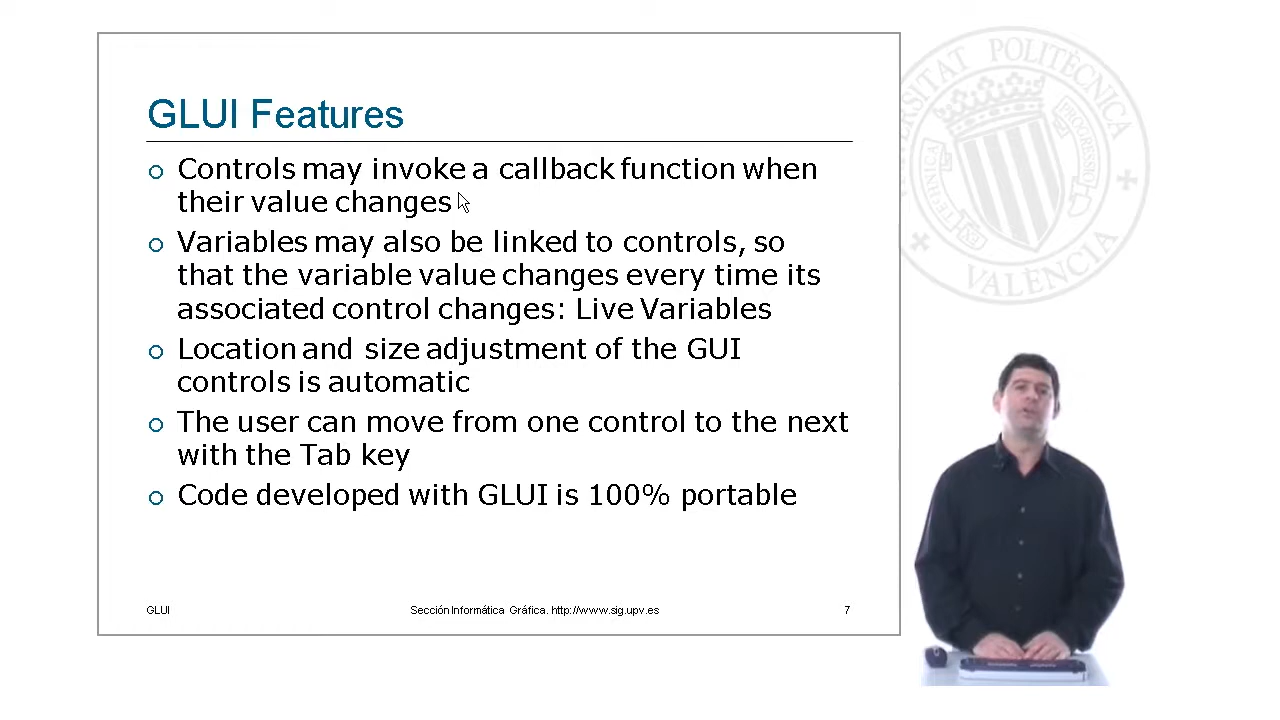 GLUI Features
Controls may invoke a callback function when
their value changes
Variables may also be linked to controls, so
that the variable value changes every time its
associated control changes: Live Variables
Location and size adjustment of the GUI
controls is automatic
The user can move from one control to the next
with the Tab key
Code developed with GLUI is 100% portable
GLUI
Sección Informática Gráfica. http://www.sig.upv.es
7
POLITÈCNICA
VALÈNCIA